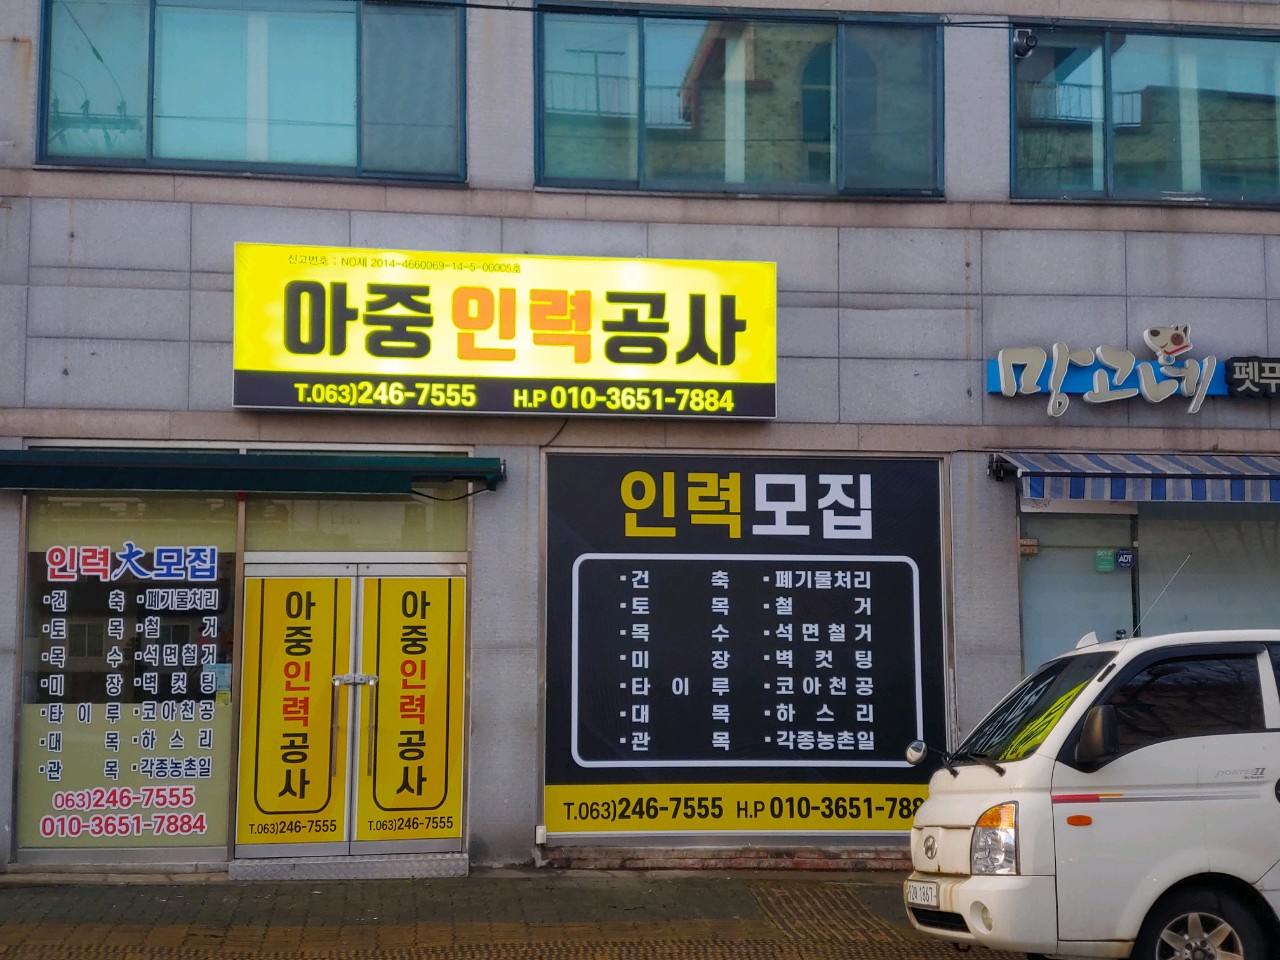 신고번호 : NO제 2014-4660069-14-5-00005호
아중인력공사
T.063)246-7555 H.P 010-3651-7884
망고네 펫푸
인력大모집
·건 축 ·폐기물처리
·토 목 ·철 거
·목 수 ·석면철거
·미 장 ·벽 컷 팅
·타 이 루 ·코아천공
·대 목 ·하 스 리
·관 목 ·각종농촌일
063)246-7555
010-3651-7884
아중인력공사
T.063)246-7555
아중인력공사
T.063)246-7555
인력모집
·건 축 ·폐기물처리
·토 목 ·철 거
·목 수 ·석면철거
·미 장 ·벽 컷 팅
·타 이 루 ·코아천공
·대 목 ·하 스 리
·관 목 ·각종농촌일
T.063)246-7555 H.P 010-3651-788
ADT
PORTER II
1867